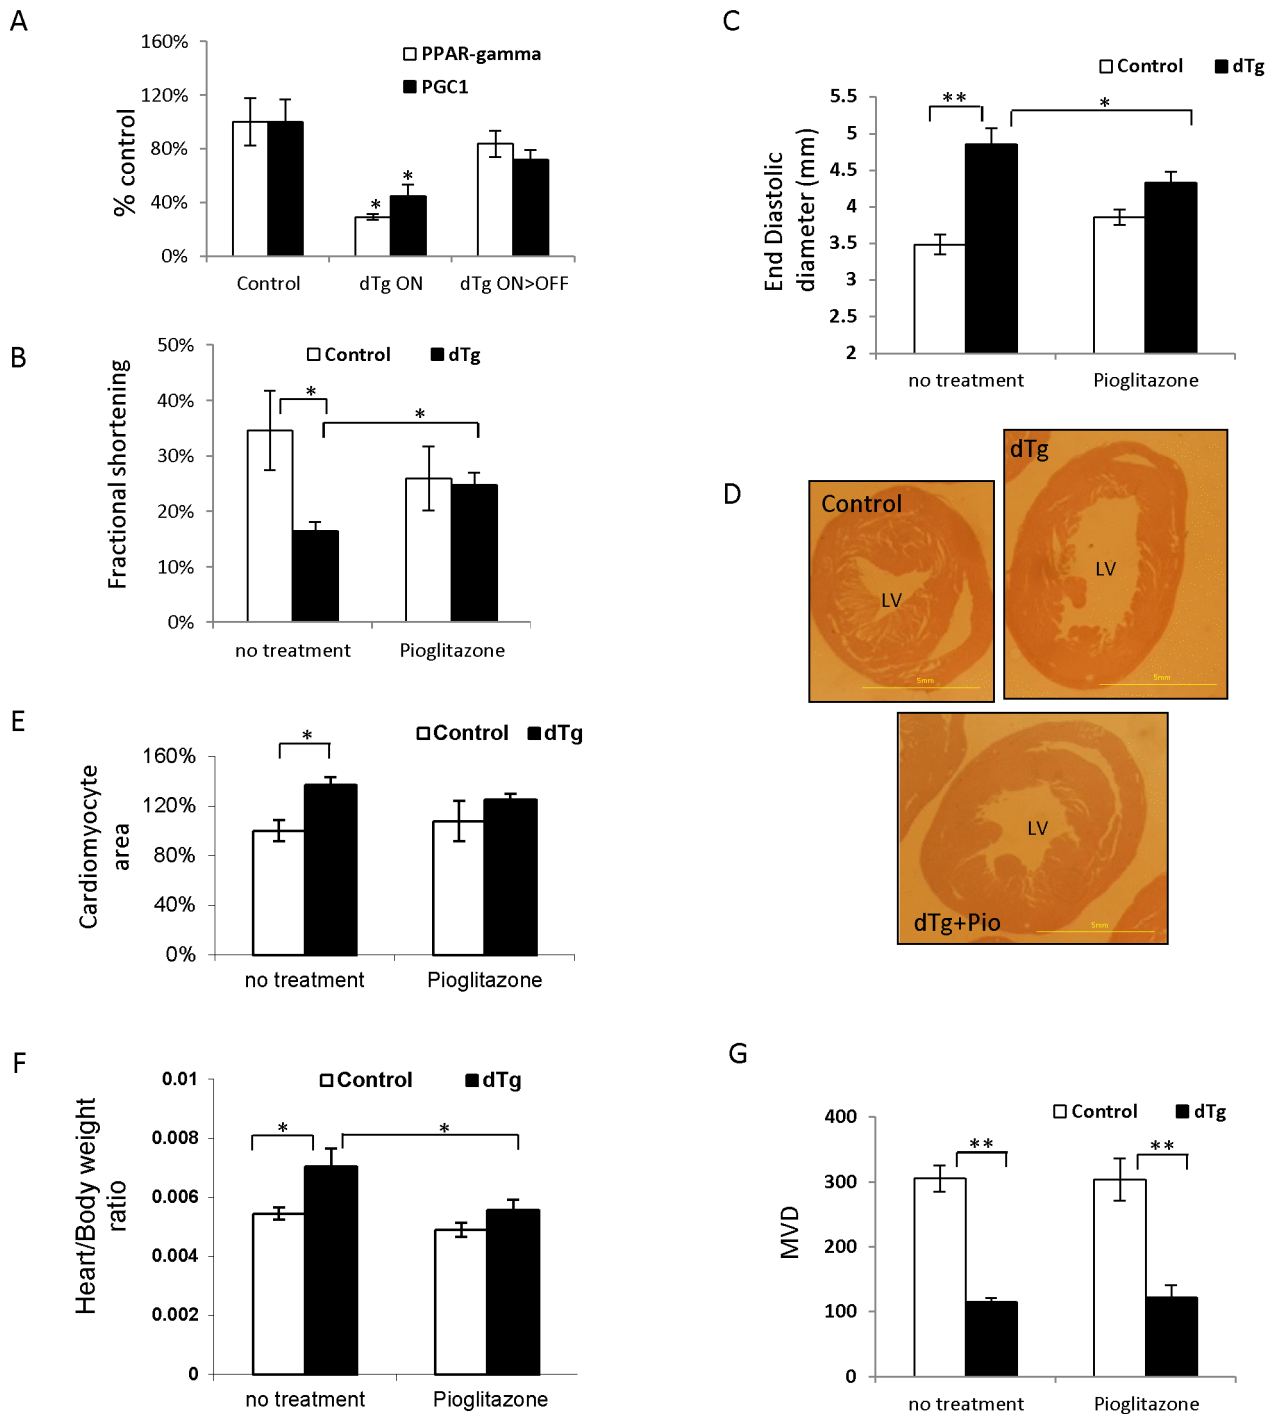 A
160%
120%
80%
40%
0%
% control
PPAR-gamma
PGC1
*
*
Control
dTg ON
dTg ON>OFF
B
50%
40%
30%
20%
10%
0%
Fractional shortening
Control
dTg
*
*
no treatment
Pioglitazone
C
Control
dTg
5.5
5
4.5
4
3.5
3
2.5
2
End Diastolic
diameter (mm)
**
*
no treatment
Pioglitazone
D
Control
LV
5mm
dTg
LV
5mm
LV
dTg+Pio
5mm
E
Control
dTg
160%
120%
80%
40%
0%
Cardiomyocyte
area
*
no treatment
Pioglitazone
F
0.01
0.008
0.006
0.004
0.002
0
Heart/Body weight
ratio
Control
dTg
*
*
no treatment
Pioglitazone
G
Control
dTg
400
300
200
100
0
MVD
**
**
no treatment
Pioglitazone